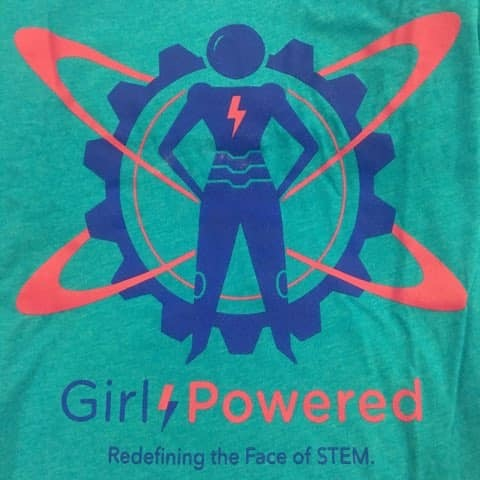 Girl Powered
Redefining the Face of STEM.